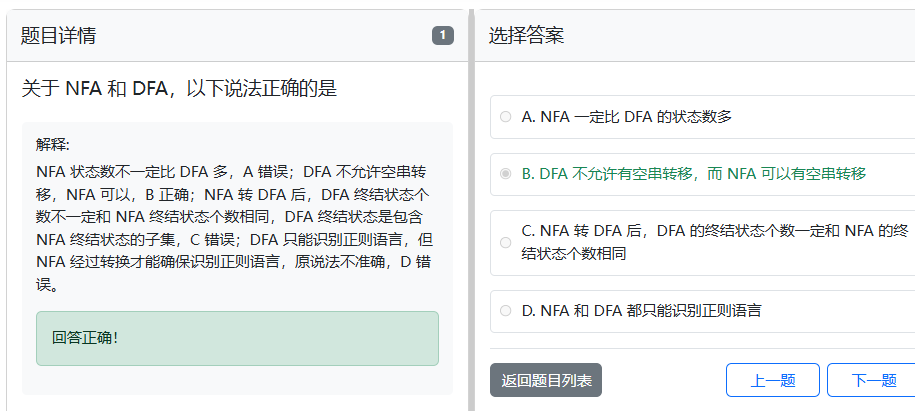 题目详情
1
关于 NFA 和 DFA，以下说法正确的是
解释:
NFA 状态数不一定比 DFA 多，A 错误；DFA 不允许空串转
移，NFA 可以，B 正确；NFA 转 DFA 后，DFA 终结状态个
数不一定和 NFA 终结状态个数相同，DFA 终结状态是包含
NFA 终结状态的子集，C 错误；DFA 只能识别正则语言，但
NFA 经过转换才能确保识别正则语言，原说法不准确，D 错
误。
回答正确!
选择答案
A. NFA 一定比 DFA 的状态数多
B. DFA 不允许有空串转移，而 NFA 可以有空串转移
C. NFA 转 DFA 后，DFA 的终结状态个数一定和 NFA 的终
结状态个数相同
D. NFA 和 DFA 都只能识别正则语言
返回题目列表
上一题
下一题